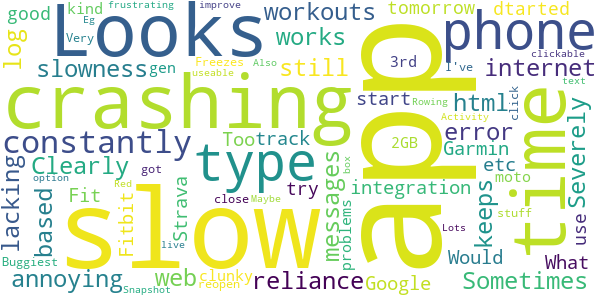 frustrating kind tomorrow dtarted
Eg improve
good Looks workouts phone
Very Freezes works clickable
log slowness gen still 3rd I've internet
useable text
crashing Also start Rowing html click
constantly Too track 2GB Activity error
Clearly type app time etc Severely
lacking based Fit got messages try Garmin moto
option Fitbit Strava close box integration keeps use
slow live problems Would What
Buggiest Red web clunky Lots stuff
annoying Snapshot reopen Maybe reliance Google Sometimes